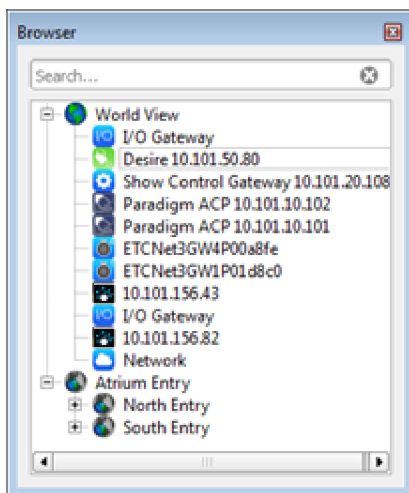 Browser
Search...
World View
I/O I/O Gateway
Desire 10.101.50.80
Show Control Gateway 10.101.20.108
Paradigm ACP 10.101.10.102
Paradigm ACP 10.101.10.101
ETCNet3GW4P00a8fe
ETCNet3GW1P01d8c0
10.101.156.43
I/O I/O Gateway
10.101.156.82
Network
Atrium Entry
North Entry
South Entry